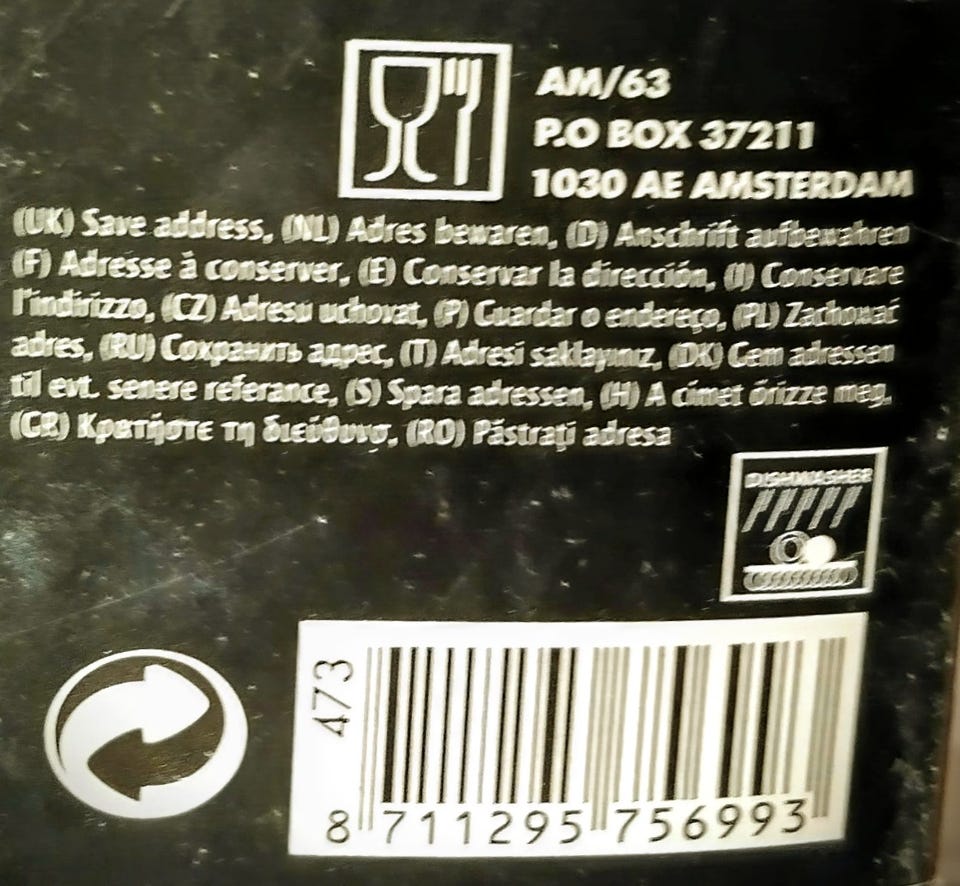 AM/63
P.O BOX 37211
1030 AE AMSTERDAM
(UK) Save address, (NL) Adres bewaren, (D) Anschrift aufbewahren
(F) Adresse à conserver, (E) Conservar la dirección, (I) Conservare
l'indirizzo, (CZ) Adresu uchovat, (P) Guardar o endereço, (PL) Zachować
adres, (RU) Сохранить адрес, (T) Adresi saklayınız, (DK) Gem adressen
til evt. senere referance, (S) Spara adressen, (H) A címet őrizze meg,
(GR) Κρατήστε τη διεύθυνσ, (RO) Păstrați adresa
DISHWASHER
473
8 711295 756993